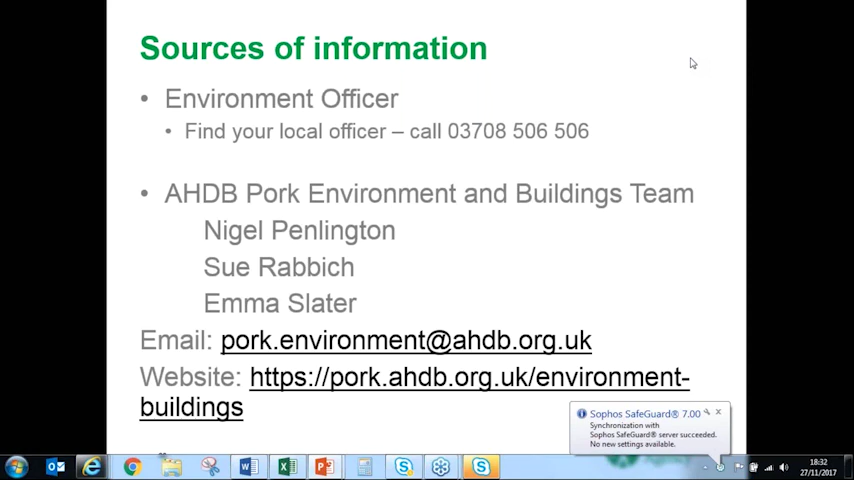 Sources of information
• Environment Officer
• Find your local officer – call 03708 506 506
• AHDB Pork Environment and Buildings Team
Nigel Penlington
Sue Rabbich
Emma Slater
Email: pork.environment@ahdb.org.uk
Website: https://pork.ahdb.org.uk/environment-
buildings
Sophos SafeGuard® 7.00
Synchronization with
Sophos SafeGuard® server succeeded.
No new settings available.
18:32
27/11/2017